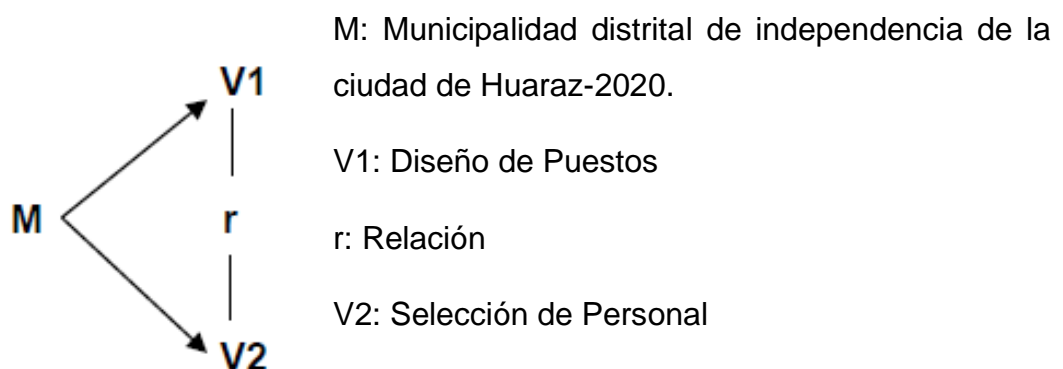 M: Municipalidad distrital de independencia de la
ciudad de Huaraz-2020.
V1
V1: Diseño de Puestos
M
r
r: Relación
V2: Selección de Personal
V2